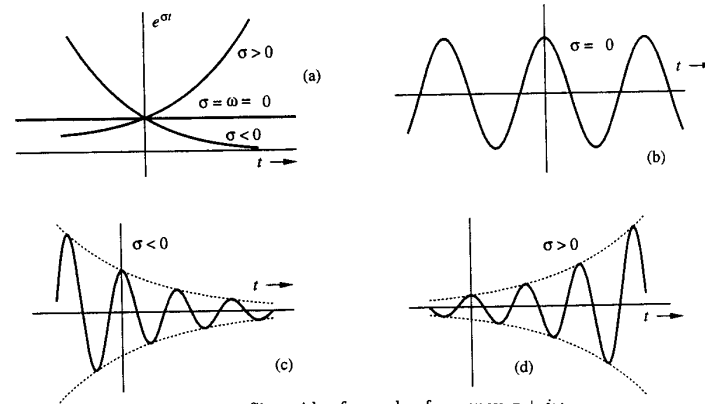 e^{σt}
σ > 0
(a)
σ = ω = 0
σ < 0
t
σ = 0
t
(b)
σ < 0
t
(c)
σ > 0
t
(d)